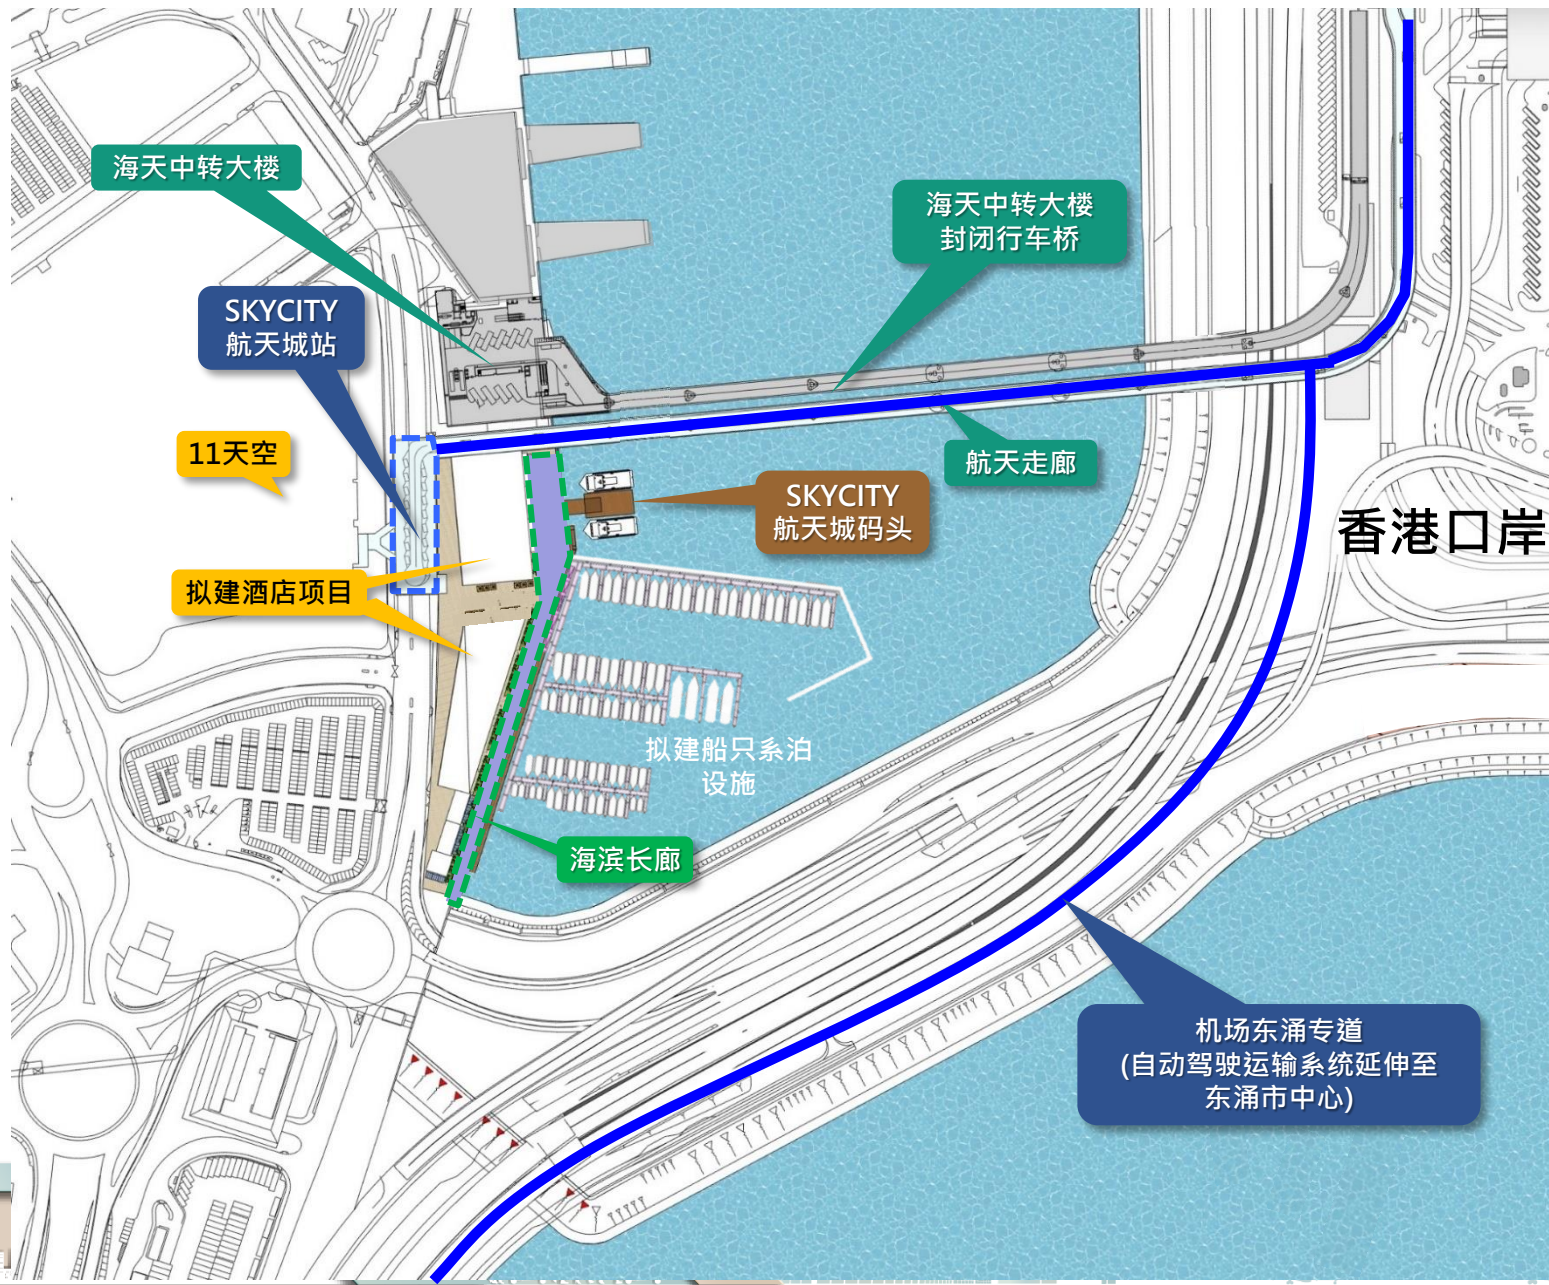 海天中转大楼
海天中转大楼
封闭行车桥
SKYCITY
航天城站
11天空
航天走廊
SKYCITY
航天城码头
香港口岸
拟建酒店项目
拟建船只系泊
设施
海滨长廊
机场东涌专道
(自动驾驶运输系统延伸至
东涌市中心)